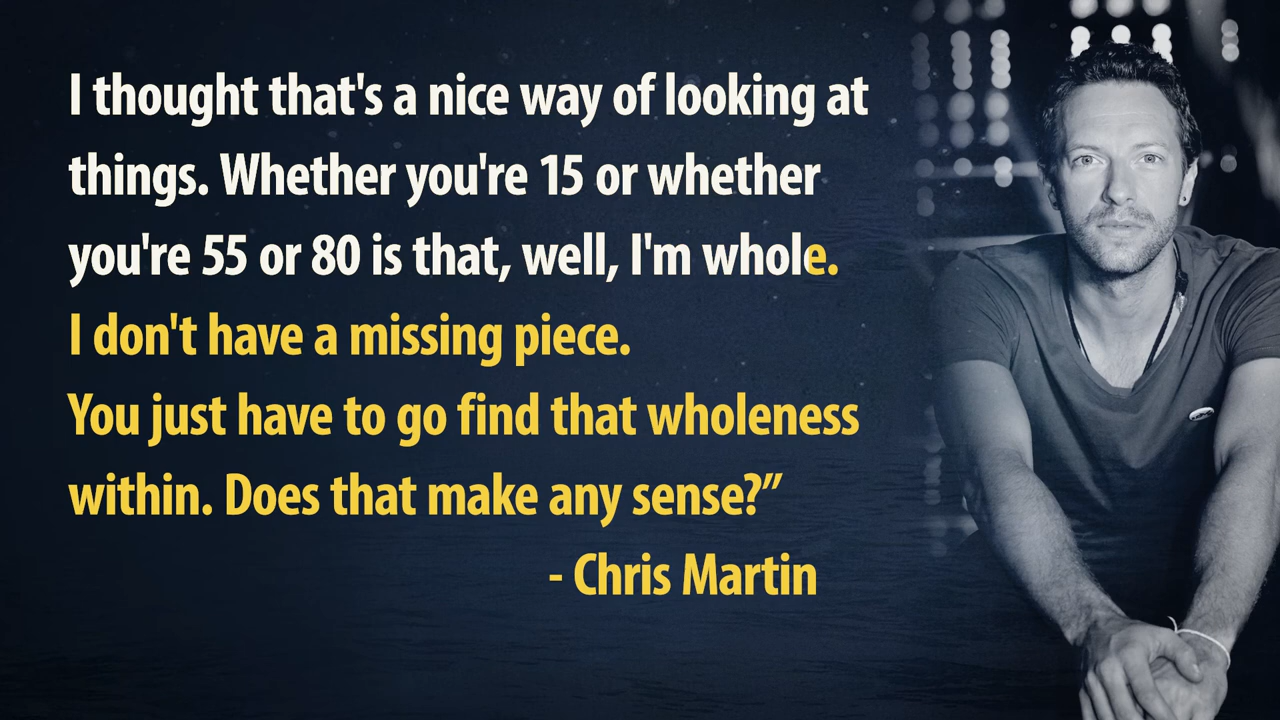 I thought that's a nice way of looking at
things. Whether you're 15 or whether
you're 55 or 80 is that, well, I'm whole.
I don't have a missing piece.
You just have to go find that wholeness
within. Does that make any sense?”
- Chris Martin